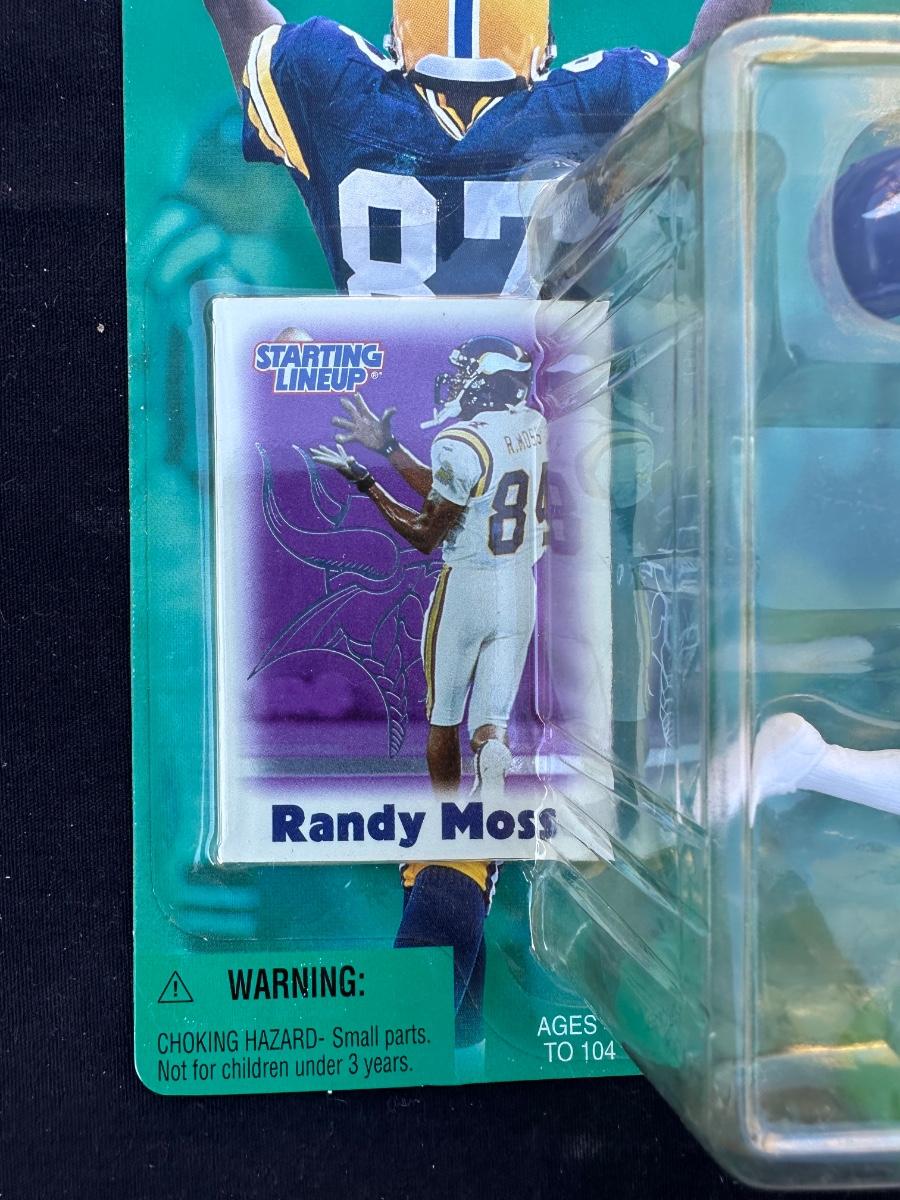 87
STARTING
LINEUP®
R.MOSS
84
Randy Moss
WARNING:
CHOKING HAZARD- Small parts.
Not for children under 3 years.
AGES
TO 104